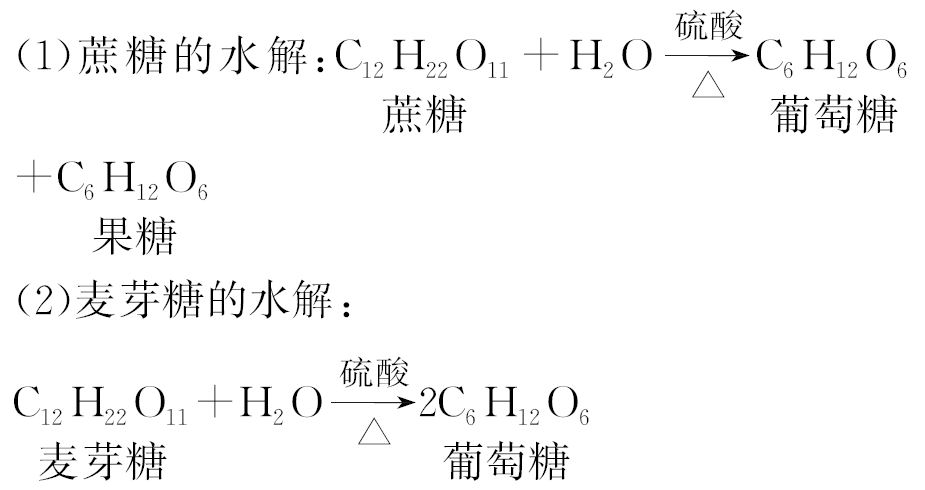 (1)蔗糖的水解:C₁₂H₂₂O₁₁+H₂O 硫酸 △ → C₆H₁₂O₆
蔗糖 葡萄糖
+C₆H₁₂O₆
果糖
(2)麦芽糖的水解:
C₁₂H₂₂O₁₁+H₂O 硫酸 △ → 2C₆H₁₂O₆
麦芽糖 葡萄糖